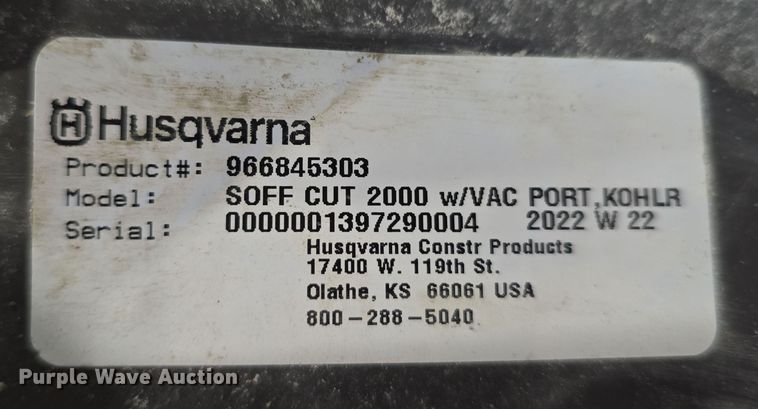 Husqvarna
Product#: 966845303
Model: SOFF CUT 2000 w/VAC PORT,KOHLR
Serial: 0000001397290004 2022 W 22
Husqvarna Constr Products
17400 W. 119th St.
Olathe, KS 66061 USA
800-288-5040
Purple Wave Auction